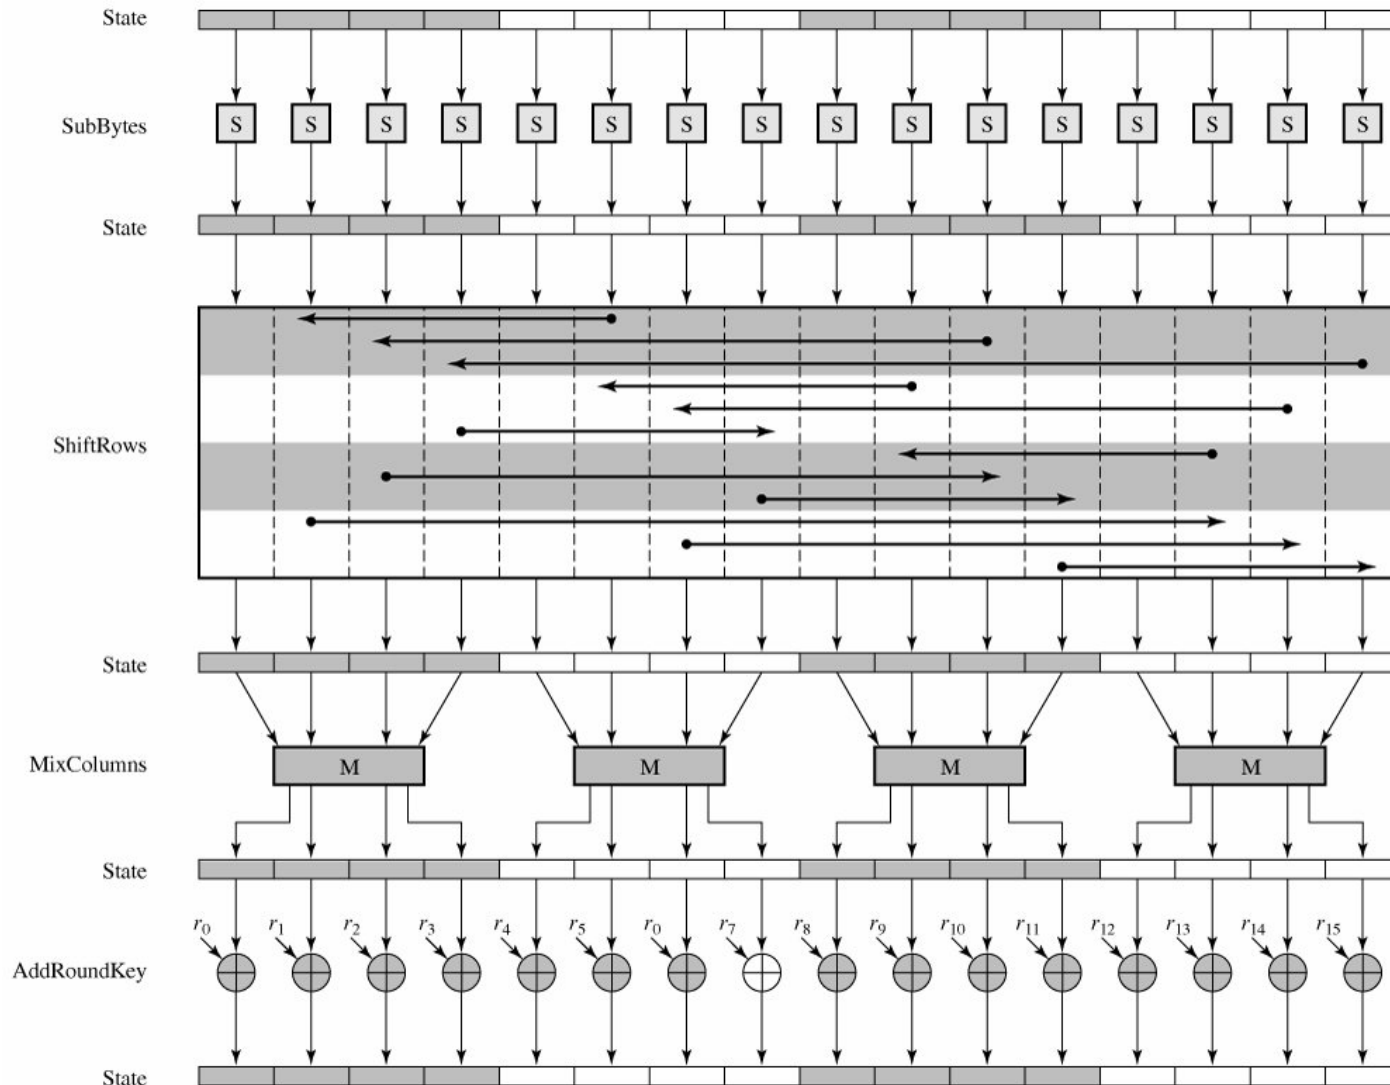 State
SubBytes S S S S S S S S S S S S S S S S
State
ShiftRows
State
MixColumns M M M M
State
r0 r1 r2 r3 r4 r5 r0 r7 r8 r9 r10 r11 r12 r13 r14 r15
AddRoundKey
State